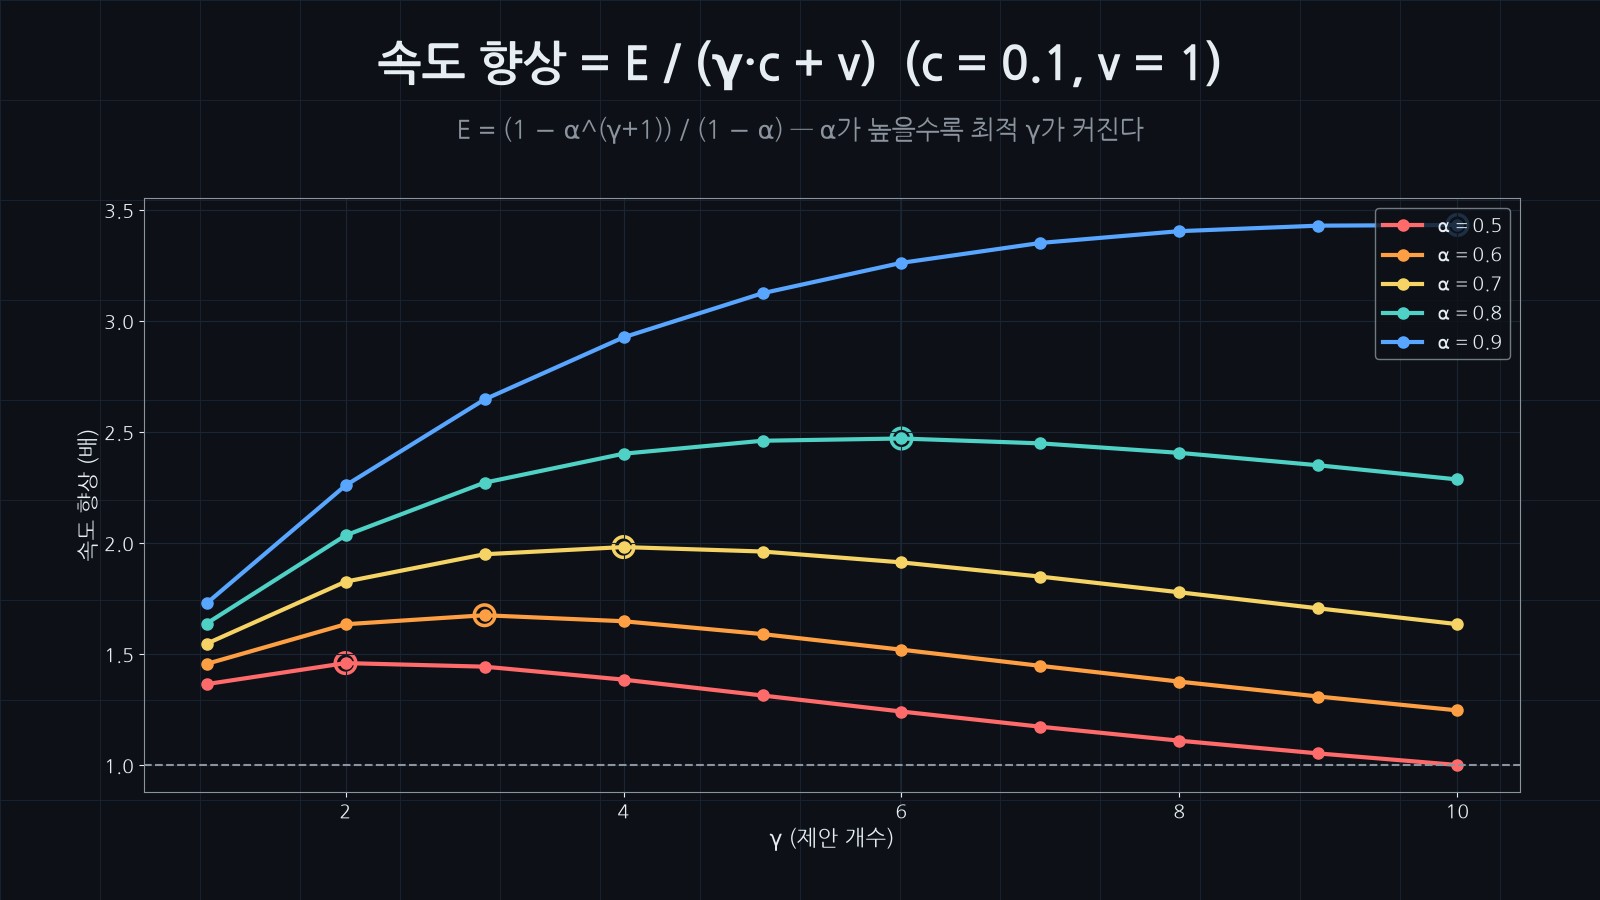 속도 향상 = E / (γ·c + v)  (c = 0.1, v = 1)
E = (1 − α^(γ+1)) / (1 − α) — α가 높을수록 최적 γ가 커진다
3.5
3.0
2.5
2.0
1.5
1.0
속도 향상 (배)
α = 0.5
α = 0.6
α = 0.7
α = 0.8
α = 0.9
2
4
6
8
10
γ (제안 개수)